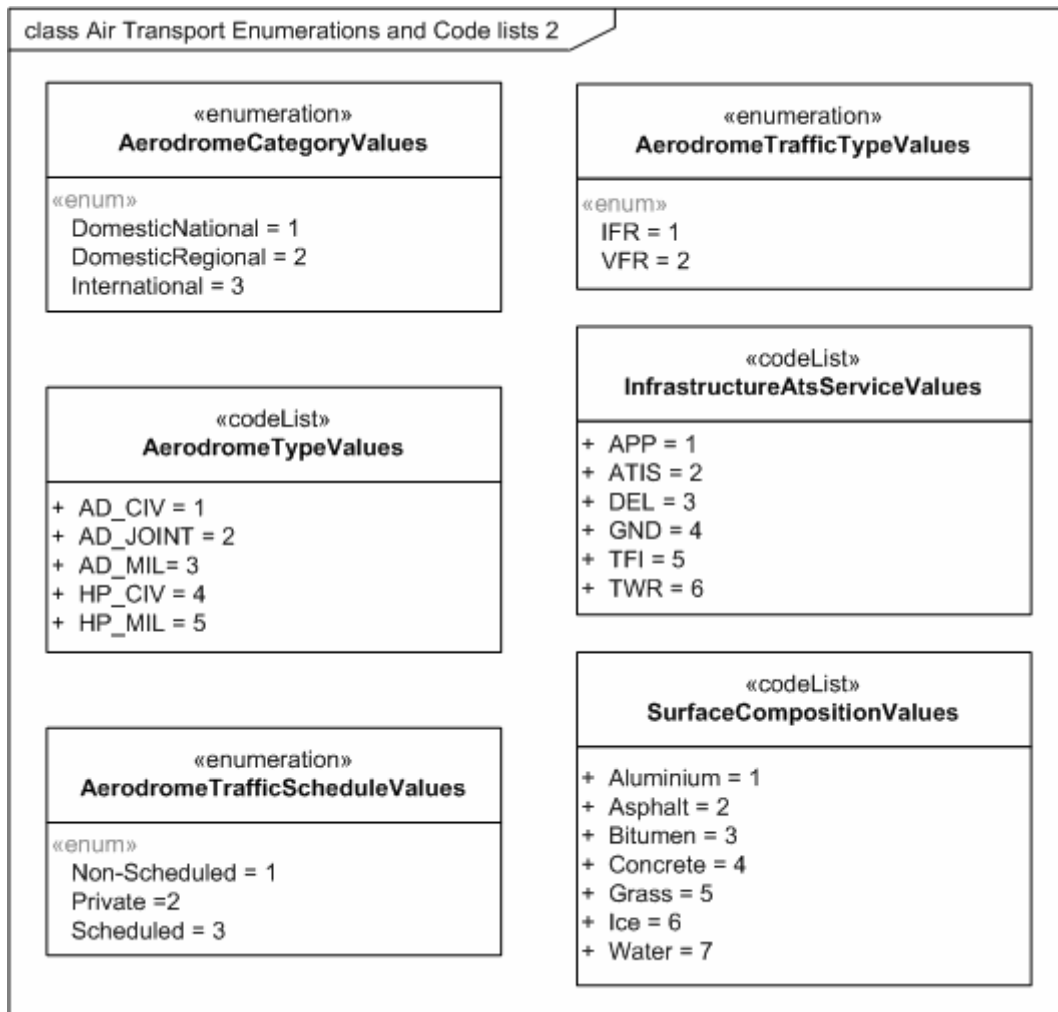 class Air Transport Enumerations and Code lists 2
«enumeration»
AerodromeCategoryValues
«enum»
DomesticNational = 1
DomesticRegional = 2
International = 3
«enumeration»
AerodromeTrafficTypeValues
«enum»
IFR = 1
VFR = 2
«codeList»
AerodromeTypeValues
+ AD_CIV = 1
+ AD_JOINT = 2
+ AD_MIL= 3
+ HP_CIV = 4
+ HP_MIL = 5
«codeList»
InfrastructureAtsServiceValues
+ APP = 1
+ ATIS = 2
+ DEL = 3
+ GND = 4
+ TFI = 5
+ TWR = 6
«enumeration»
AerodromeTrafficScheduleValues
«enum»
Non-Scheduled = 1
Private =2
Scheduled = 3
«codeList»
SurfaceCompositionValues
+ Aluminium = 1
+ Asphalt = 2
+ Bitumen = 3
+ Concrete = 4
+ Grass = 5
+ Ice = 6
+ Water = 7